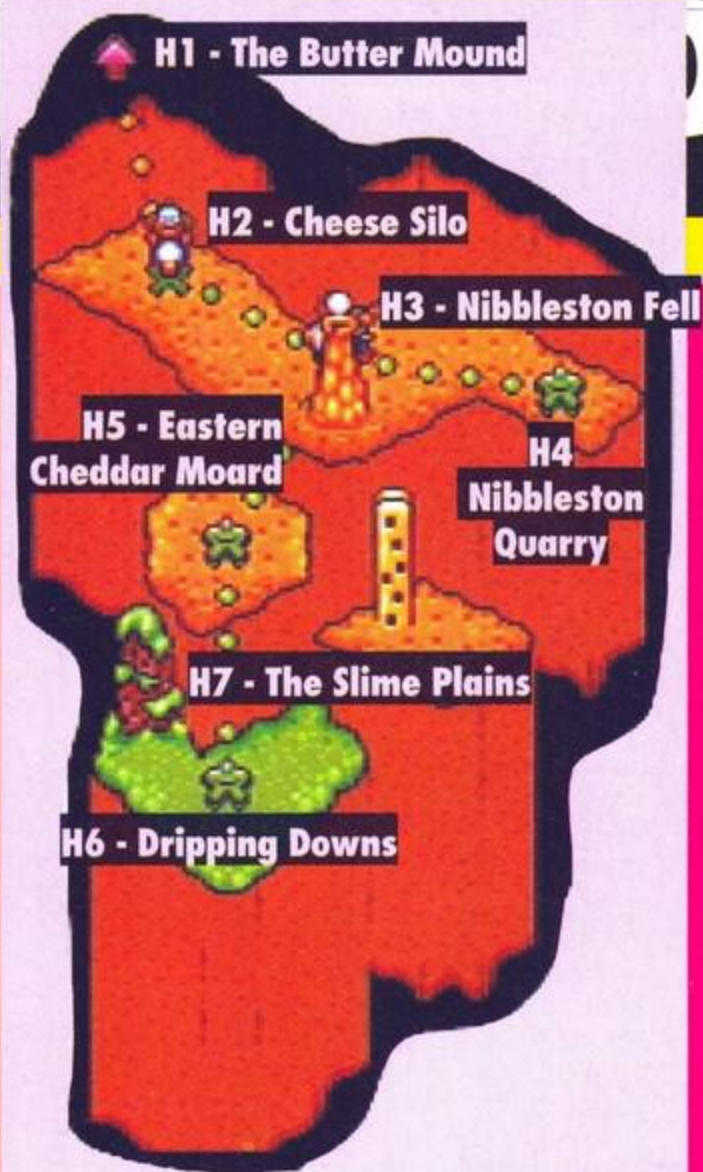 H1 - The Butter Mound
H2 - Cheese Silo
H3 - Nibbleston Fell
H5 - Eastern
Cheddar Moard
H4
Nibbleston
Quarry
H7 - The Slime Plains
H6 - Dripping Downs